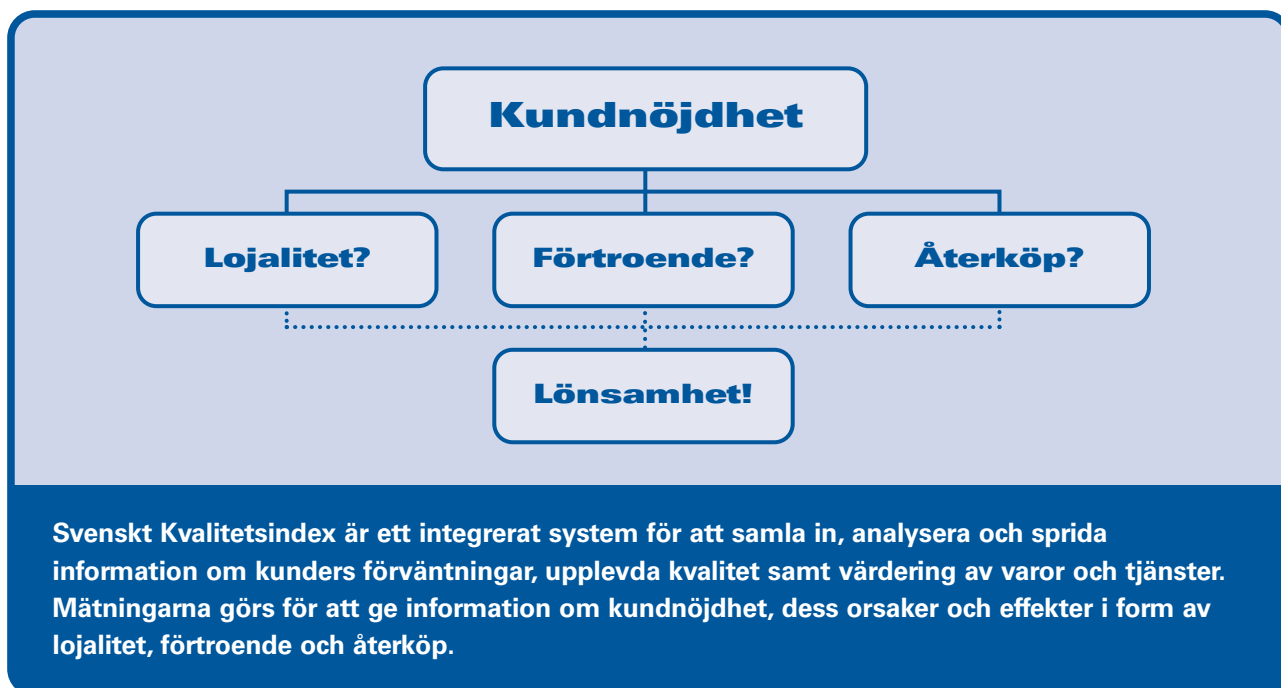 Kundnöjdhet
Lojalitet?
Förtroende?
Återköp?
Lönsamhet!
Svenskt Kvalitetsindex är ett integrerat system för att samla in, analysera och sprida
information om kunders förväntningar, upplevda kvalitet samt värdering av varor och tjänster.
Mätningarna görs för att ge information om kundnöjdhet, dess orsaker och effekter i form av
lojalitet, förtroende och återköp.